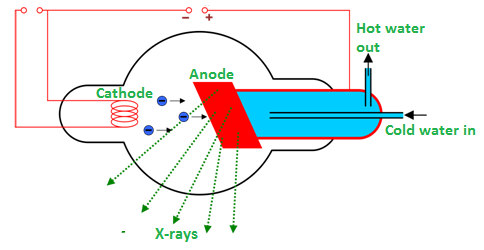 - +
Hot water
out
Anode
Cathode
-
-
-
Cold water in
- X-rays